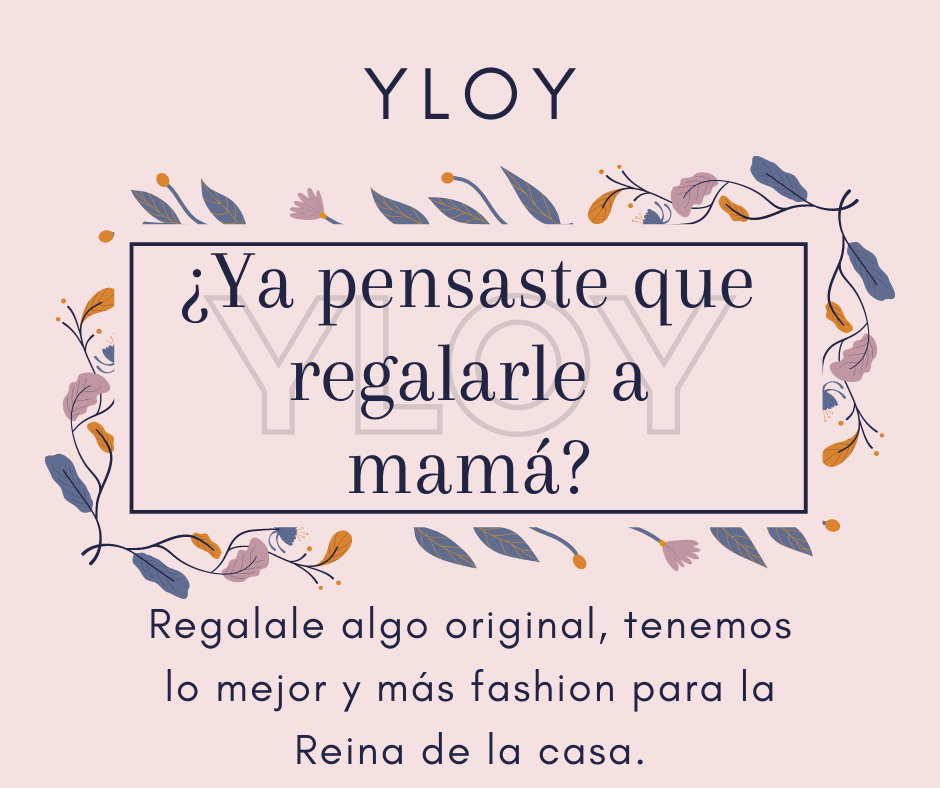 YLOY
¿Ya pensaste que
regalarle a
mamá?
YLOY
Regalale algo original, tenemos
lo mejor y más fashion para la
Reina de la casa.